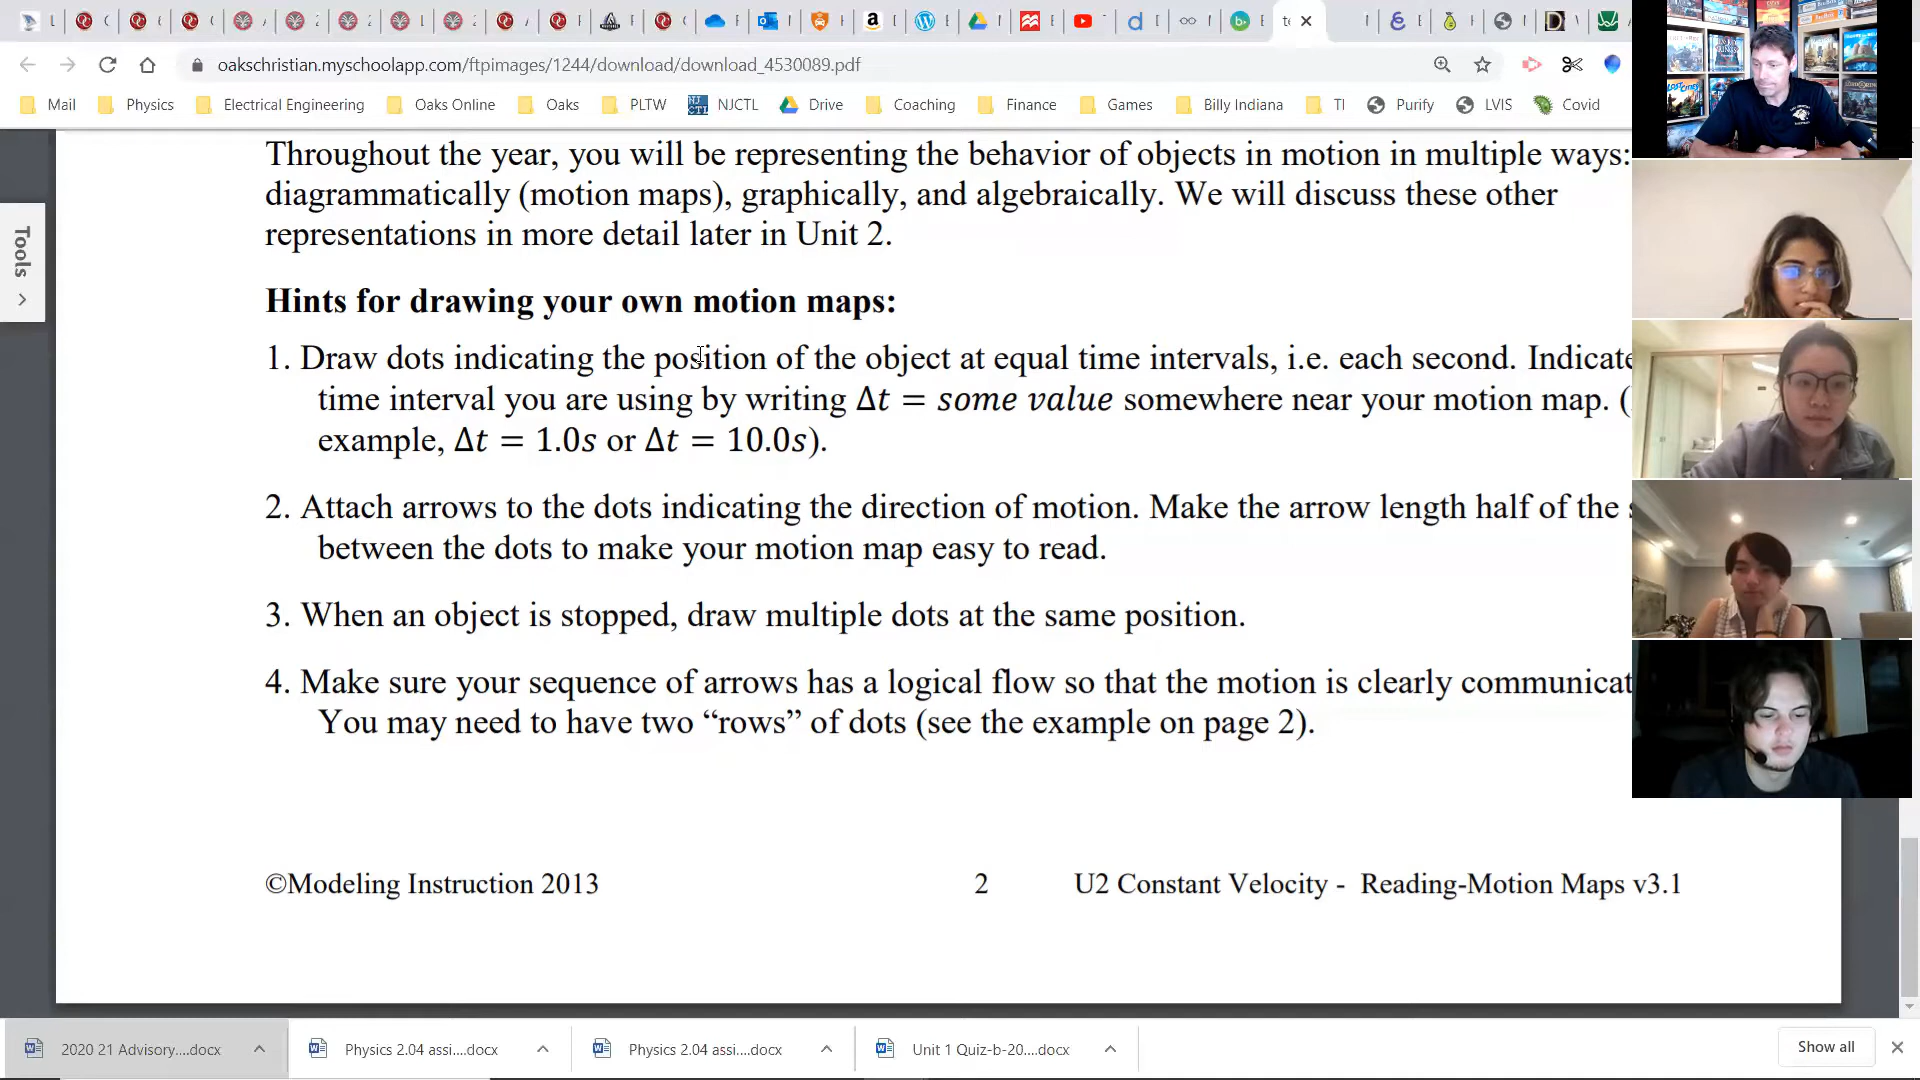 oakschristian.myschoolapp.com/ftpimages/1244/download/download_4530089.pdf
Mail Physics Electrical Engineering Oaks Online Oaks PLTW NJCTL Drive Coaching Finance Games Billy Indiana TI Purify LVIS Covid
Tools
Throughout the year, you will be representing the behavior of objects in motion in multiple ways:
diagrammatically (motion maps), graphically, and algebraically. We will discuss these other
representations in more detail later in Unit 2.
Hints for drawing your own motion maps:
1. Draw dots indicating the position of the object at equal time intervals, i.e. each second. Indicate
time interval you are using by writing Δt = some value somewhere near your motion map. (
example, Δt = 1.0s or Δt = 10.0s).
2. Attach arrows to the dots indicating the direction of motion. Make the arrow length half of the
between the dots to make your motion map easy to read.
3. When an object is stopped, draw multiple dots at the same position.
4. Make sure your sequence of arrows has a logical flow so that the motion is clearly communicat
You may need to have two “rows” of dots (see the example on page 2).
©Modeling Instruction 2013 2 U2 Constant Velocity - Reading-Motion Maps v3.1
2020 21 Advisory....docx Physics 2.04 assi....docx Physics 2.04 assi....docx Unit 1 Quiz-b-20....docx Show all